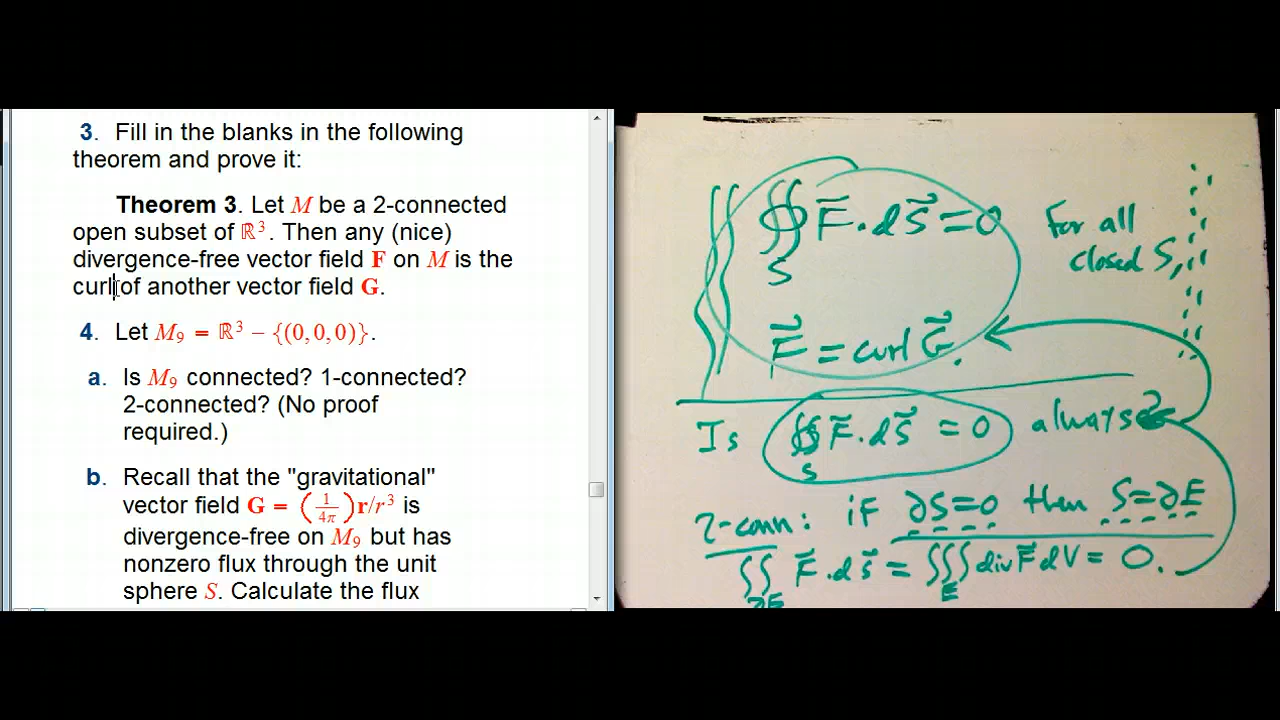 3. Fill in the blanks in the following
theorem and prove it:
Theorem 3. Let M be a 2-connected
open subset of ℝ³. Then any (nice)
divergence-free vector field F on M is the
curl of another vector field G.
4. Let M₉ = ℝ³ − {(0,0,0)}.
a. Is M₉ connected? 1-connected?
2-connected? (No proof
required.)
b. Recall that the "gravitational"
vector field G = (1/4π) r/r³ is
divergence-free on M₉ but has
nonzero flux through the unit
sphere S. Calculate the flux
∯_S F⃗ · dS⃗ = 0 for all
closed S,
F⃗ = curl G⃗.
Is ∯_S F⃗ · dS⃗ = 0 always?
2-conn: if ∂S=0 then S=∂E
∬_∂E F⃗ · dS⃗ = ∭_E div F⃗ dV = 0.